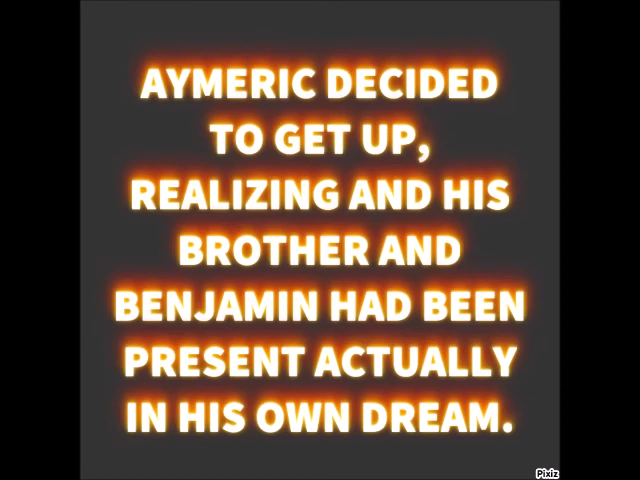 AYMERIC DECIDED
TO GET UP,
REALIZING AND HIS
BROTHER AND
BENJAMIN HAD BEEN
PRESENT ACTUALLY
IN HIS OWN DREAM.
Pixiz